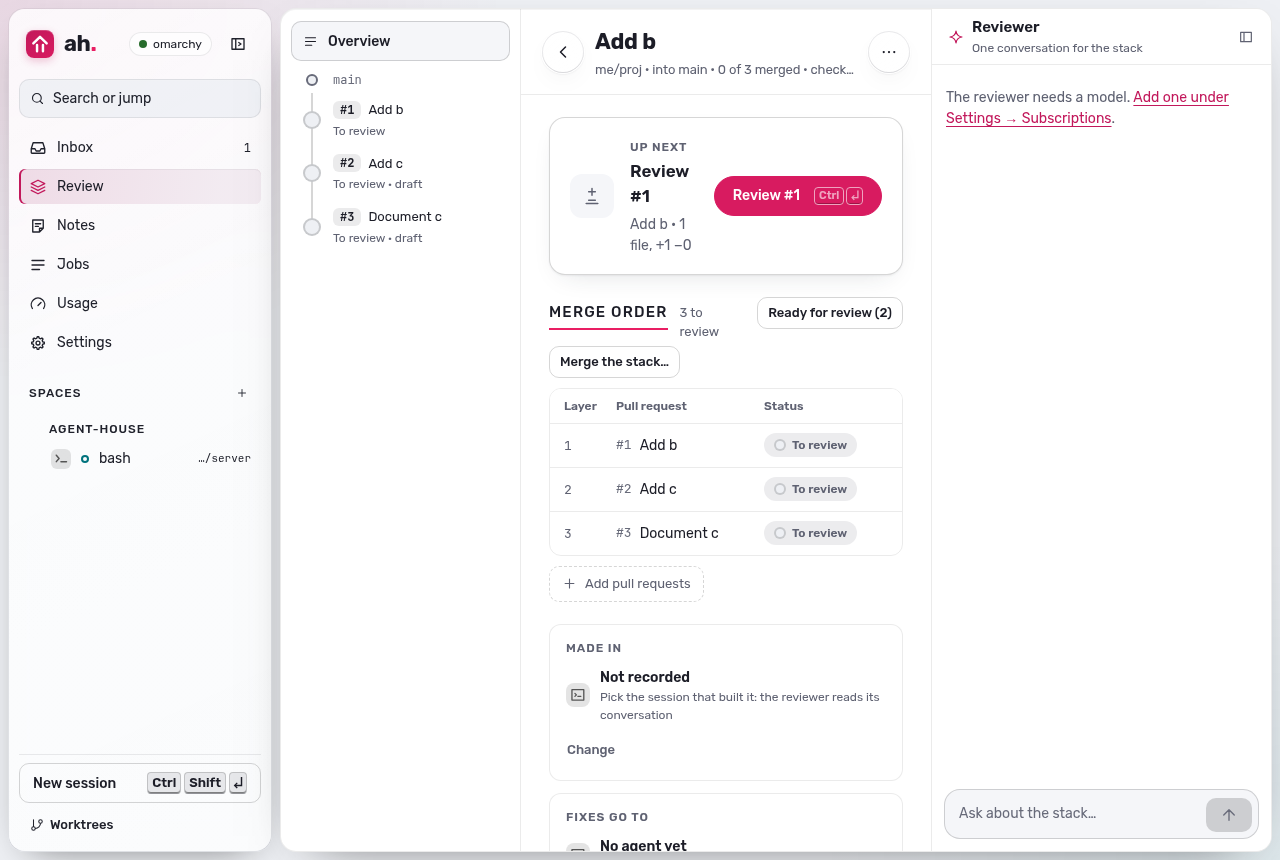 ah.
omarchy
Search or jump
Inbox 1
Review
Notes
Jobs
Usage
Settings
SPACES
AGENT-HOUSE
bash …/server
New session Ctrl Shift
Worktrees
Overview
main
#1 Add b
To review
#2 Add c
To review • draft
#3 Document c
To review • draft
Add b
me/proj • into main • 0 of 3 merged • check…
UP NEXT
Review
#1
Add b • 1
file, +1 −0
Review #1 Ctrl
MERGE ORDER 3 to
review
Ready for review (2)
Merge the stack…
Layer Pull request Status
1 #1 Add b To review
2 #2 Add c To review
3 #3 Document c To review
Add pull requests
MADE IN
Not recorded
Pick the session that built it: the reviewer reads its
conversation
Change
FIXES GO TO
No agent yet
Reviewer
One conversation for the stack
The reviewer needs a model. Add one under
Settings → Subscriptions.
Ask about the stack…